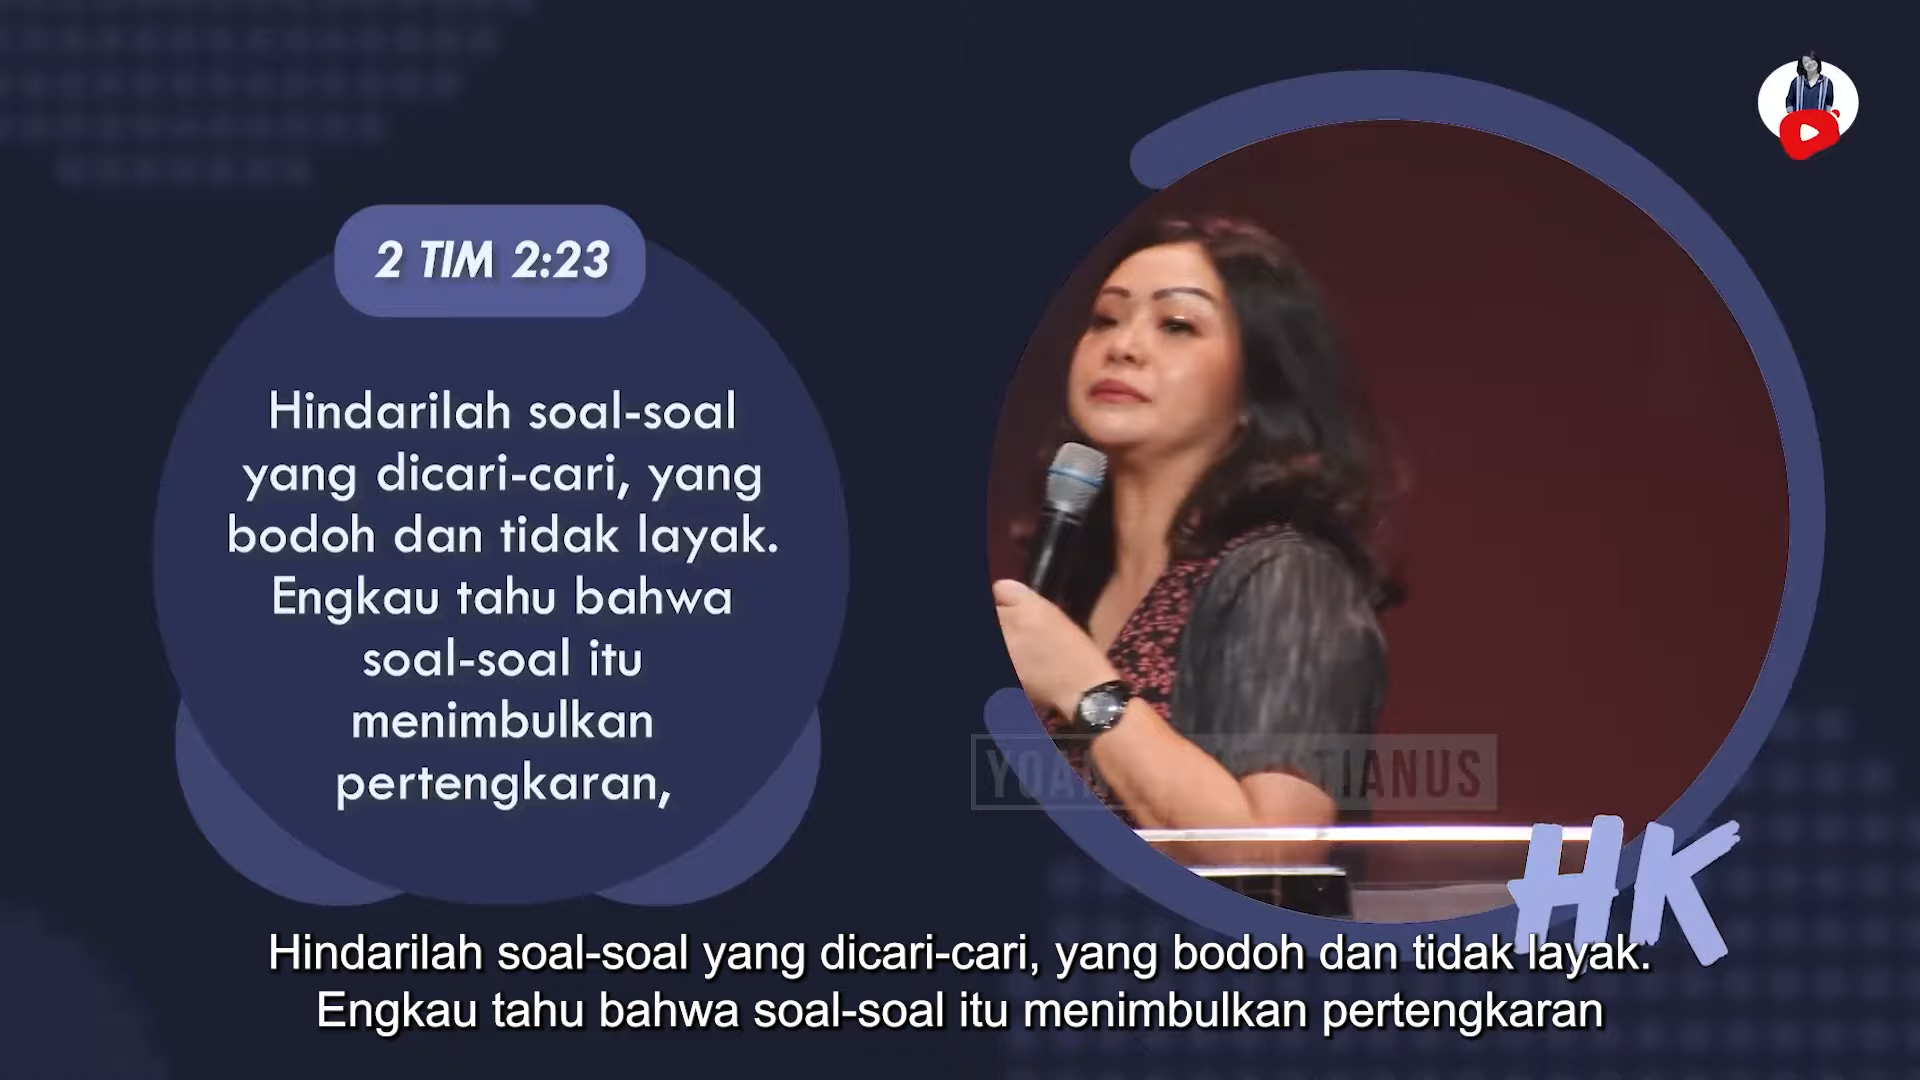 2 TIM 2:23
Hindarilah soal-soal
yang dicari-cari, yang
bodoh dan tidak layak.
Engkau tahu bahwa
soal-soal itu
menimbulkan
pertengkaran,
HK
Hindarilah soal-soal yang dicari-cari, yang bodoh dan tidak layak.
Engkau tahu bahwa soal-soal itu menimbulkan pertengkaran